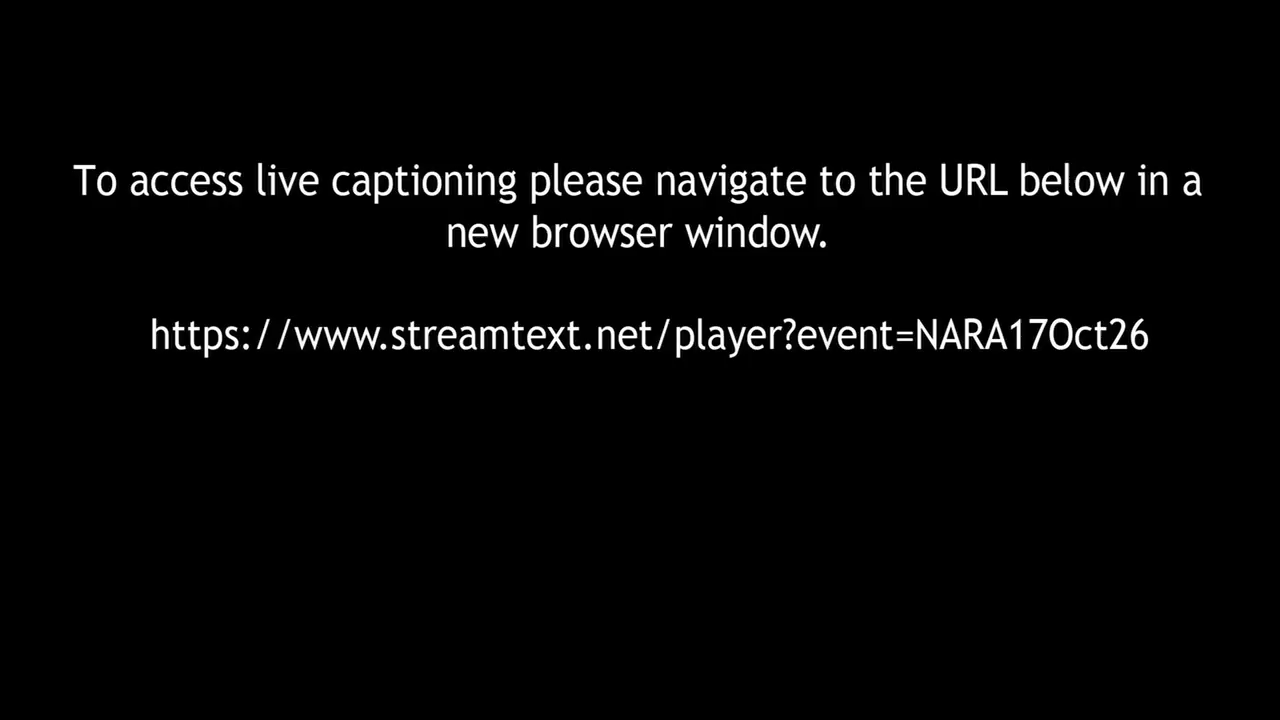 To access live captioning please navigate to the URL below in a
new browser window.
https://www.streamtext.net/player?event=NARA17Oct26